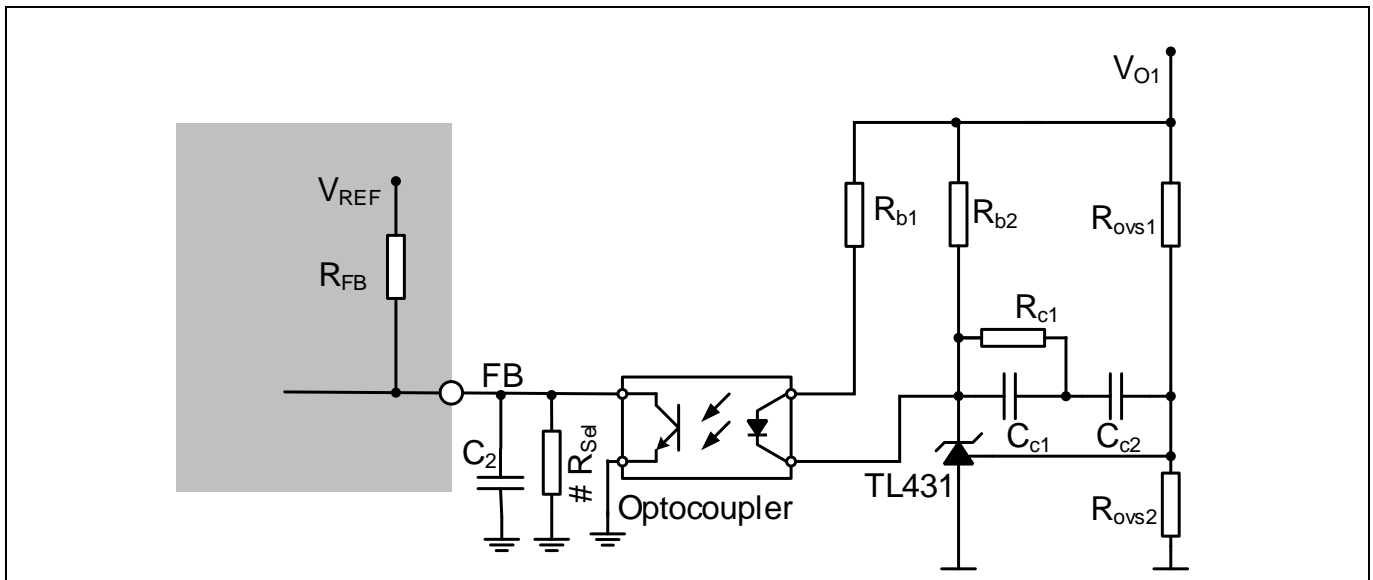 V_O1
V_REF
R_b1
R_b2
R_ovs1
R_FB
R_c1
FB
C_2
# R_Sel
C_c1
C_c2
TL431
Optocoupler
R_ovs2